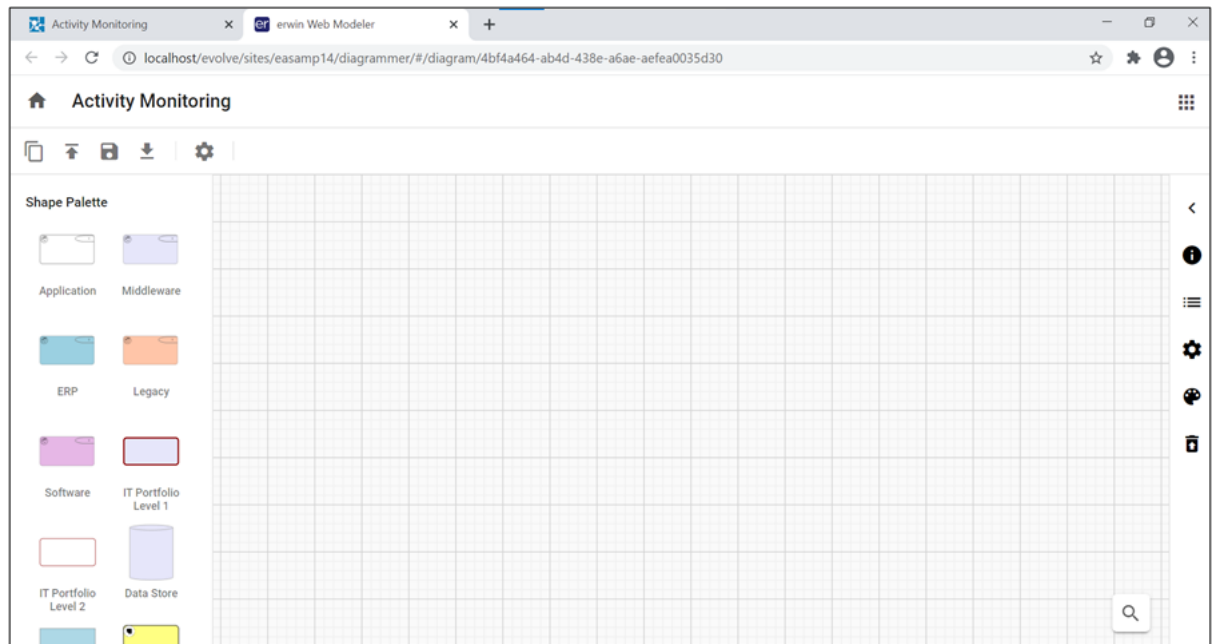 Activity Monitoring
er erwin Web Modeler
localhost/evolve/sites/easamp14/diagrammer/#/diagram/4bf4a464-ab4d-438e-a6ae-aefea0035d30
Activity Monitoring
Shape Palette
Application Middleware
ERP Legacy
Software IT Portfolio
Level 1
IT Portfolio Data Store
Level 2